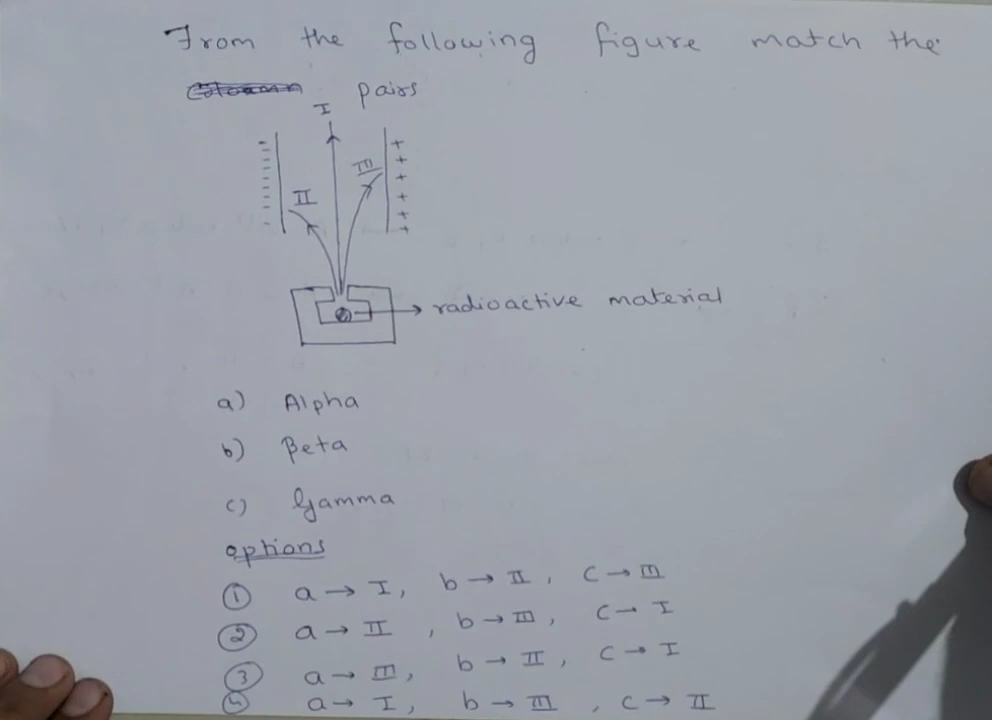 From the following figure match the
pairs
I
II
III
- - - - - - - -
+ + + + + +
radioactive material
a) Alpha
b) Beta
c) Gamma
options
① a → I, b → II, c → III
② a → II, b → III, c → I
③ a → III, b → II, c → I
a → I, b → III, c → II